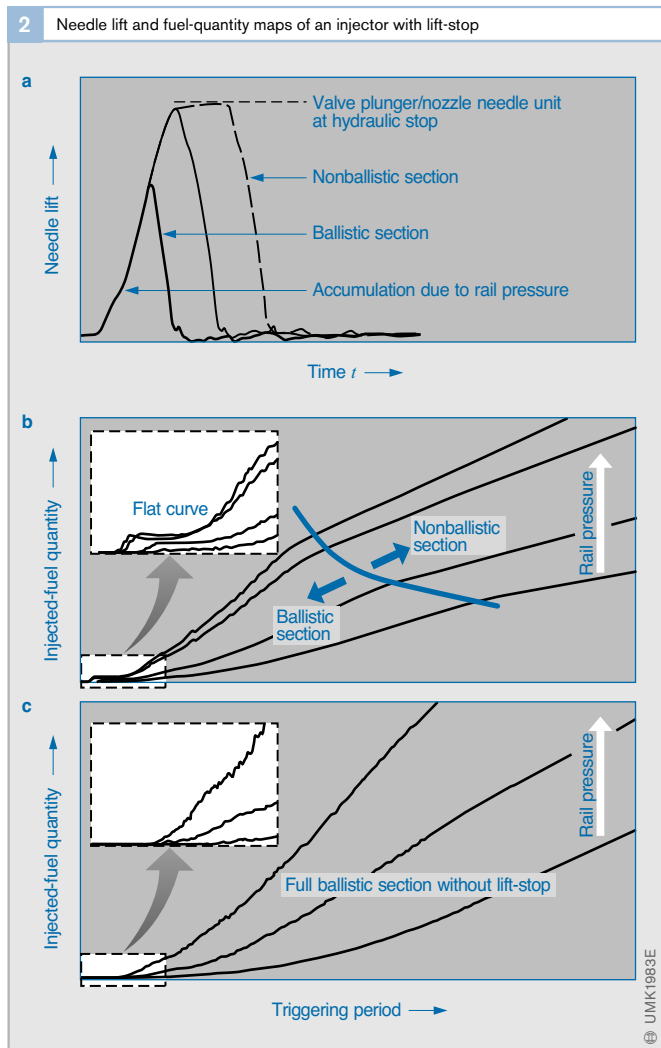 2 Needle lift and fuel-quantity maps of an injector with lift-stop
a
Needle lift
Valve plunger/nozzle needle unit
at hydraulic stop
Nonballistic section
Ballistic section
Accumulation due to rail pressure
Time t
b
Injected-fuel quantity
Flat curve
Nonballistic
section
Ballistic
section
Rail pressure
c
Injected-fuel quantity
Rail pressure
Full ballistic section without lift-stop
Triggering period
© UMK1983E